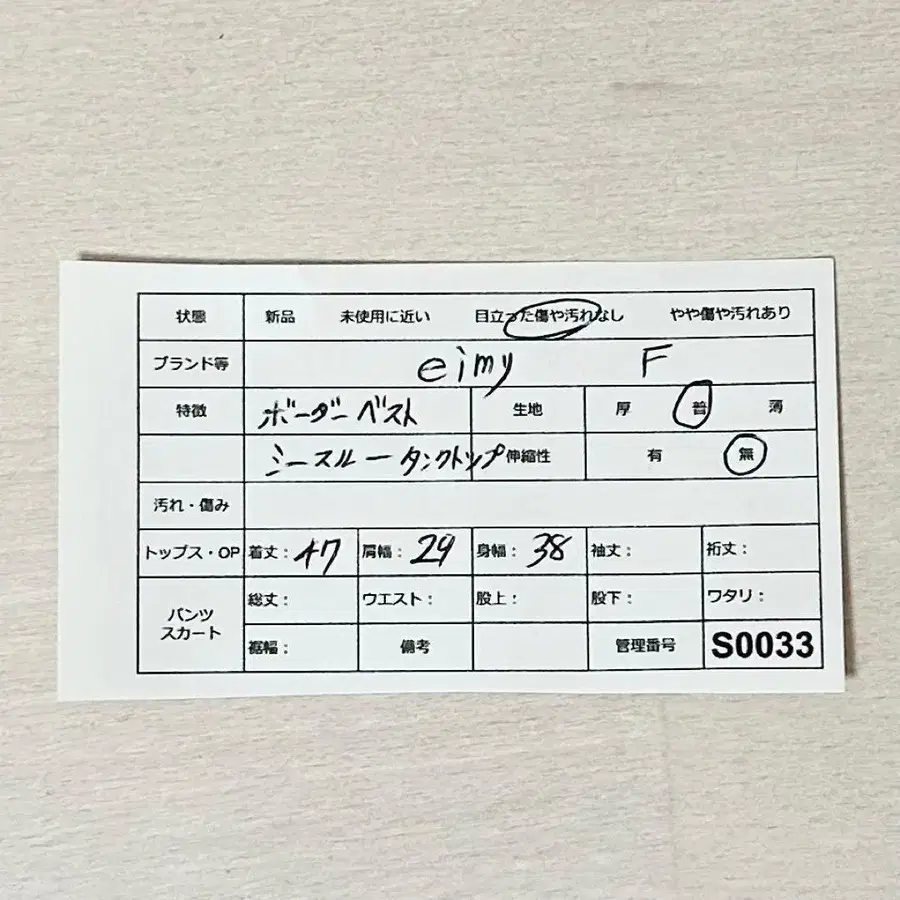 状態 新品 未使用に近い 目立った傷や汚れなし やや傷や汚れあり
ブランド等 eimy F
特徴 ボーダーベスト 生地 厚 普 薄
シースルータンクトップ 伸縮性 有 無
汚れ・傷み
トップス・OP 着丈: 47 肩幅: 29 身幅: 38 袖丈: 裄丈:
パンツ スカート 総丈: ウエスト: 股上: 股下: ワタリ:
裾幅: 備考 管理番号 S0033